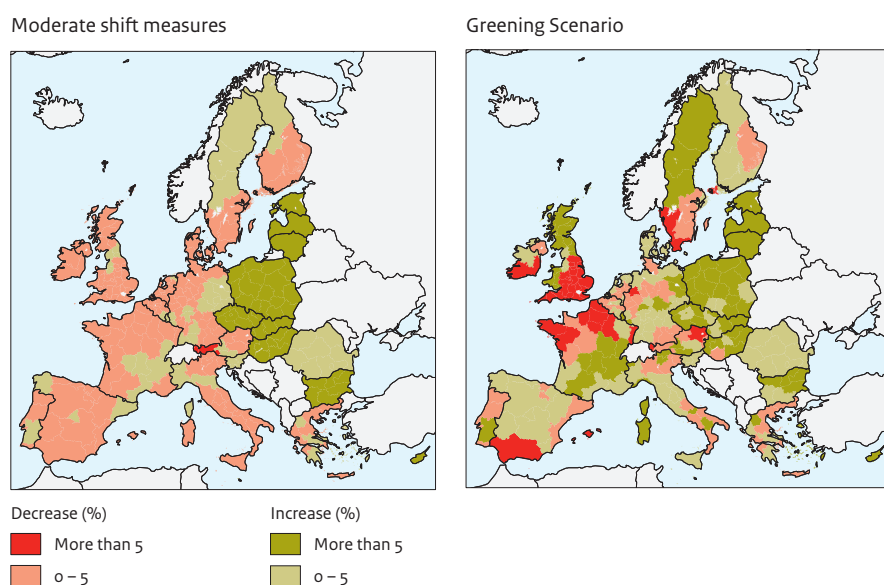 Moderate shift measures
Greening Scenario
Decrease (%)
More than 5
0 – 5
Increase (%)
More than 5
0 – 5